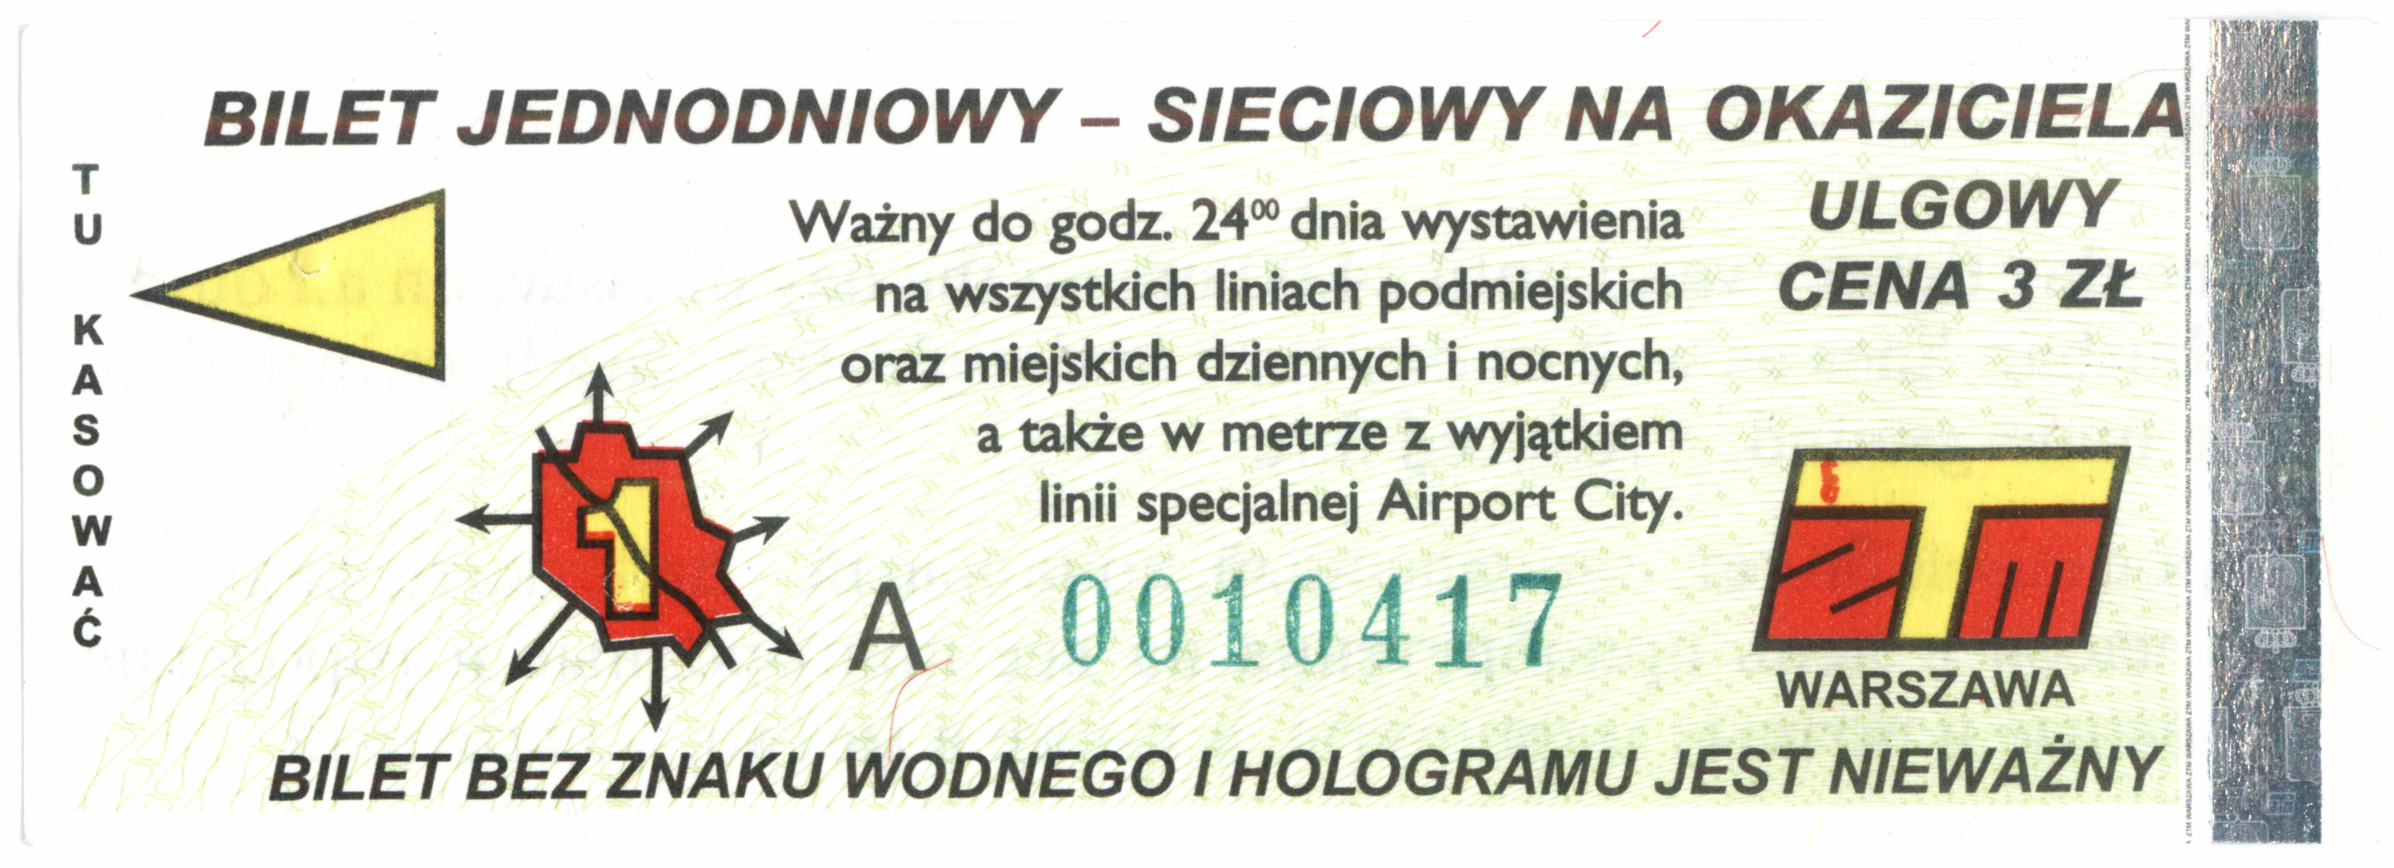 BILET JEDNODNIOWY – SIECIOWY NA OKAZICIELA
TU KASOWAĆ
Ważny do godz. 24⁰⁰ dnia wystawienia
na wszystkich liniach podmiejskich
oraz miejskich dziennych i nocnych,
a także w metrze z wyjątkiem
linii specjalnej Airport City.
ULGOWY
CENA 3 ZŁ
1
A 0010417
ZTM
WARSZAWA
BILET BEZ ZNAKU WODNEGO I HOLOGRAMU JEST NIEWAŻNY